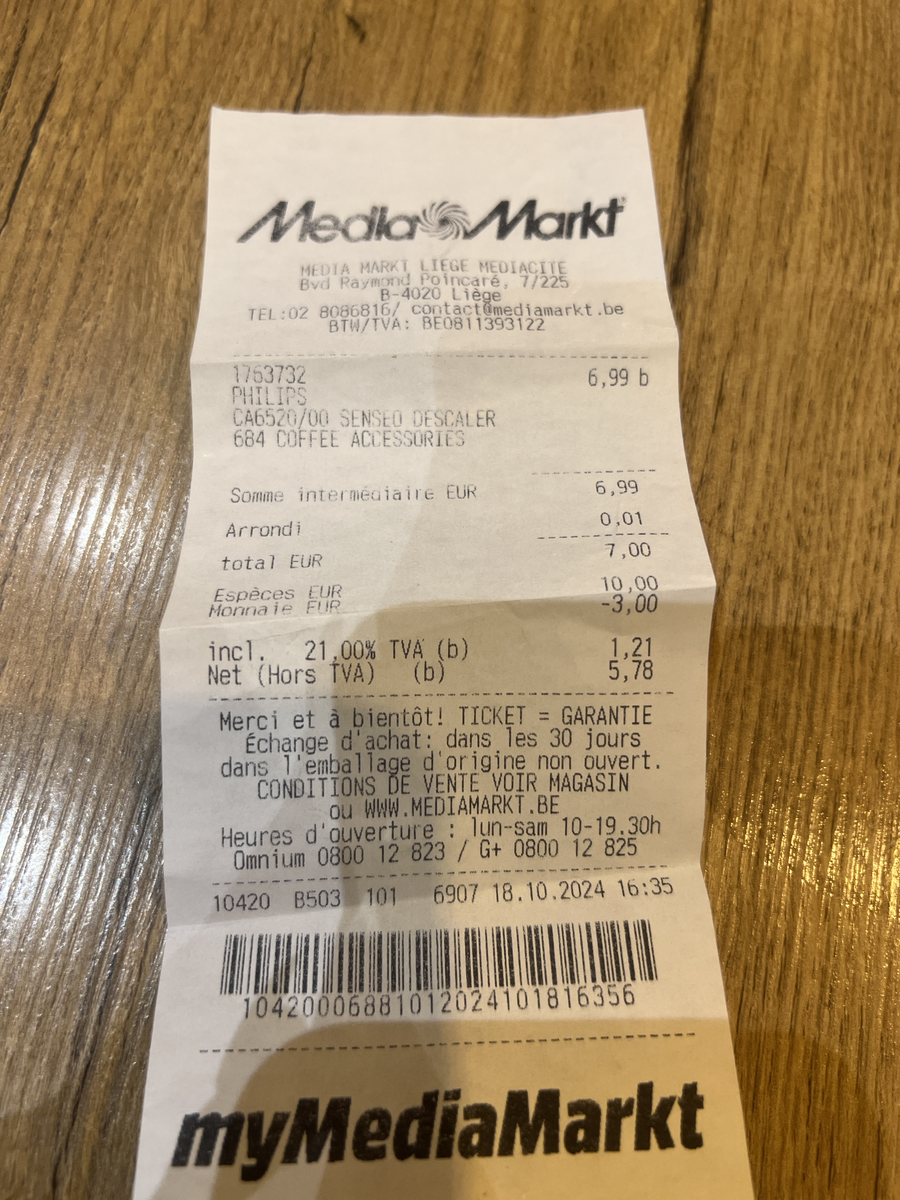 Media Markt
MEDIA MARKT LIEGE MEDIACITE
Bvd Raymond Poincaré, 7/225
B-4020 Liège
TEL:02 8086816/ contact@mediamarkt.be
BTW/TVA: BE0811393122
1763732 6,99 b
PHILIPS
CA6520/00 SENSEO DESCALER
684 COFFEE ACCESSORIES
Somme intermédiaire EUR 6,99
Arrondi 0,01
total EUR 7,00
Espèces EUR 10,00
Monnaie EUR -3,00
incl. 21,00% TVA (b) 1,21
Net (Hors TVA) (b) 5,78
Merci et à bientôt! TICKET = GARANTIE
Échange d'achat: dans les 30 jours
dans l'emballage d'origine non ouvert.
CONDITIONS DE VENTE VOIR MAGASIN
ou WWW.MEDIAMARKT.BE
Heures d'ouverture : lun-sam 10-19.30h
Omnium 0800 12 823 / G+ 0800 12 825
10420 B503 101 6907 18.10.2024 16:35
10420006881012024101816356
myMediaMarkt